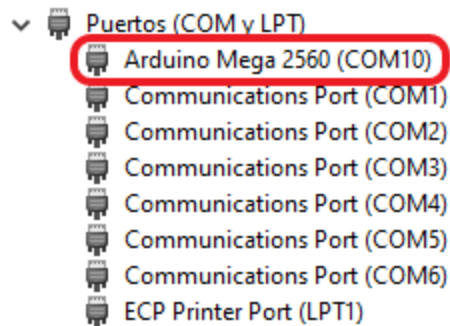 Puertos (COM y LPT)
Arduino Mega 2560 (COM10)
Communications Port (COM1)
Communications Port (COM2)
Communications Port (COM3)
Communications Port (COM4)
Communications Port (COM5)
Communications Port (COM6)
ECP Printer Port (LPT1)